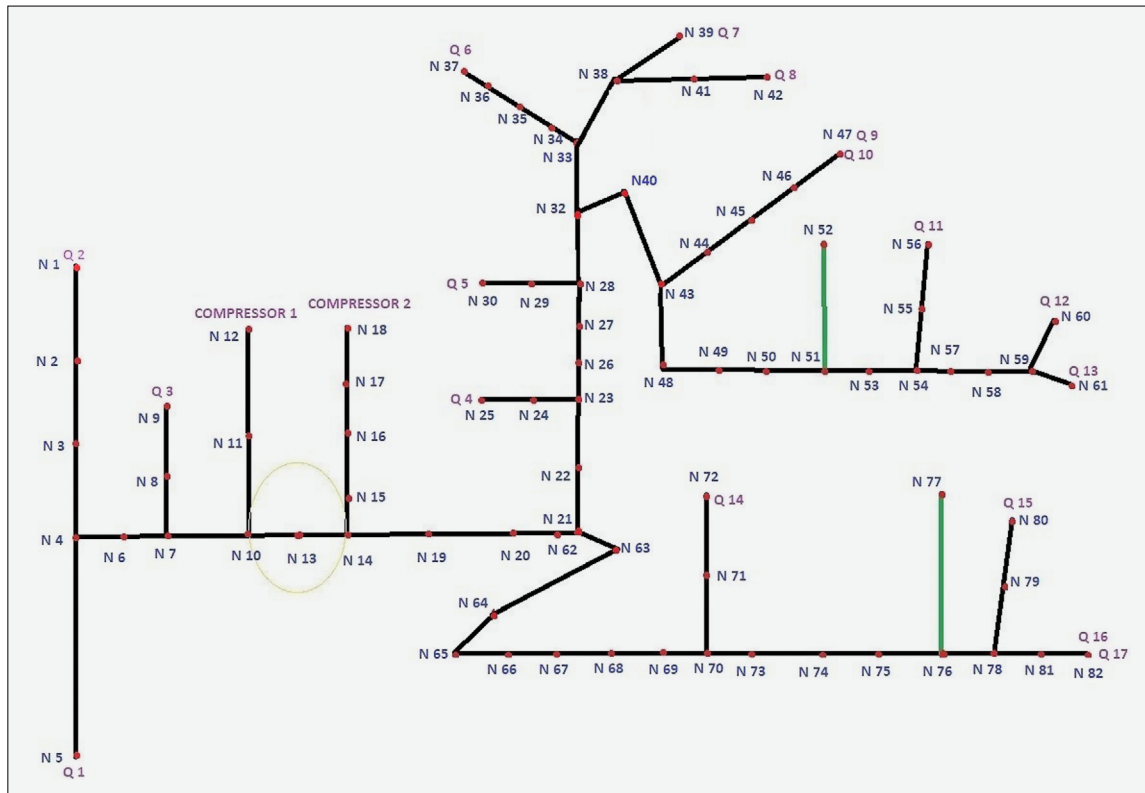 N 39 Q 7
Q 6
N 37
N 38
Q 8
N 36
N 41
N 42
N 35
N 34
N 33
N 47 Q 9
Q 10
N40
N 46
N 32
N 45
N 52
Q 11
N 56
N 44
Q 2
N 1
Q 5
N 30
N 29
N 28
N 43
Q 12
N 60
COMPRESSOR 1
COMPRESSOR 2
N 12
N 18
N 27
N 55
N 2
N 26
N 49
N 50
N 51
N 57
N 59
N 48
N 53
N 54
N 58
Q 13
N 61
N 17
Q 3
N 9
Q 4
N 25
N 24
N 23
N 3
N 11
N 16
N 8
N 22
N 72
Q 14
N 77
Q 15
N 80
N 15
N 4
N 6
N 7
N 10
N 13
N 14
N 19
N 20
N 62
N 21
N 63
N 71
N 79
N 64
N 65
N 66
N 67
N 68
N 69
N 70
N 73
N 74
N 75
N 76
N 78
N 81
N 82
Q 16
Q 17
N 5
Q 1